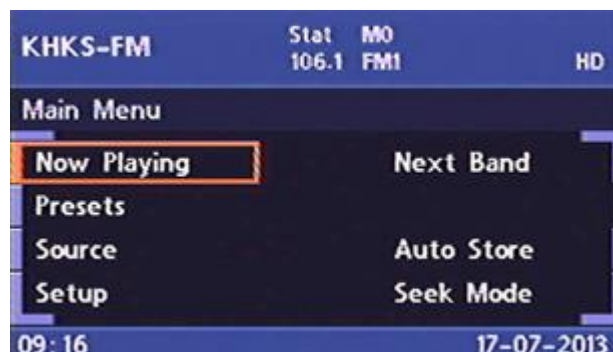 KHKS-FM Stat M0
106.1 FM1 HD
Main Menu
Now Playing Next Band
Presets
Source Auto Store
Setup Seek Mode
09:16 17-07-2013